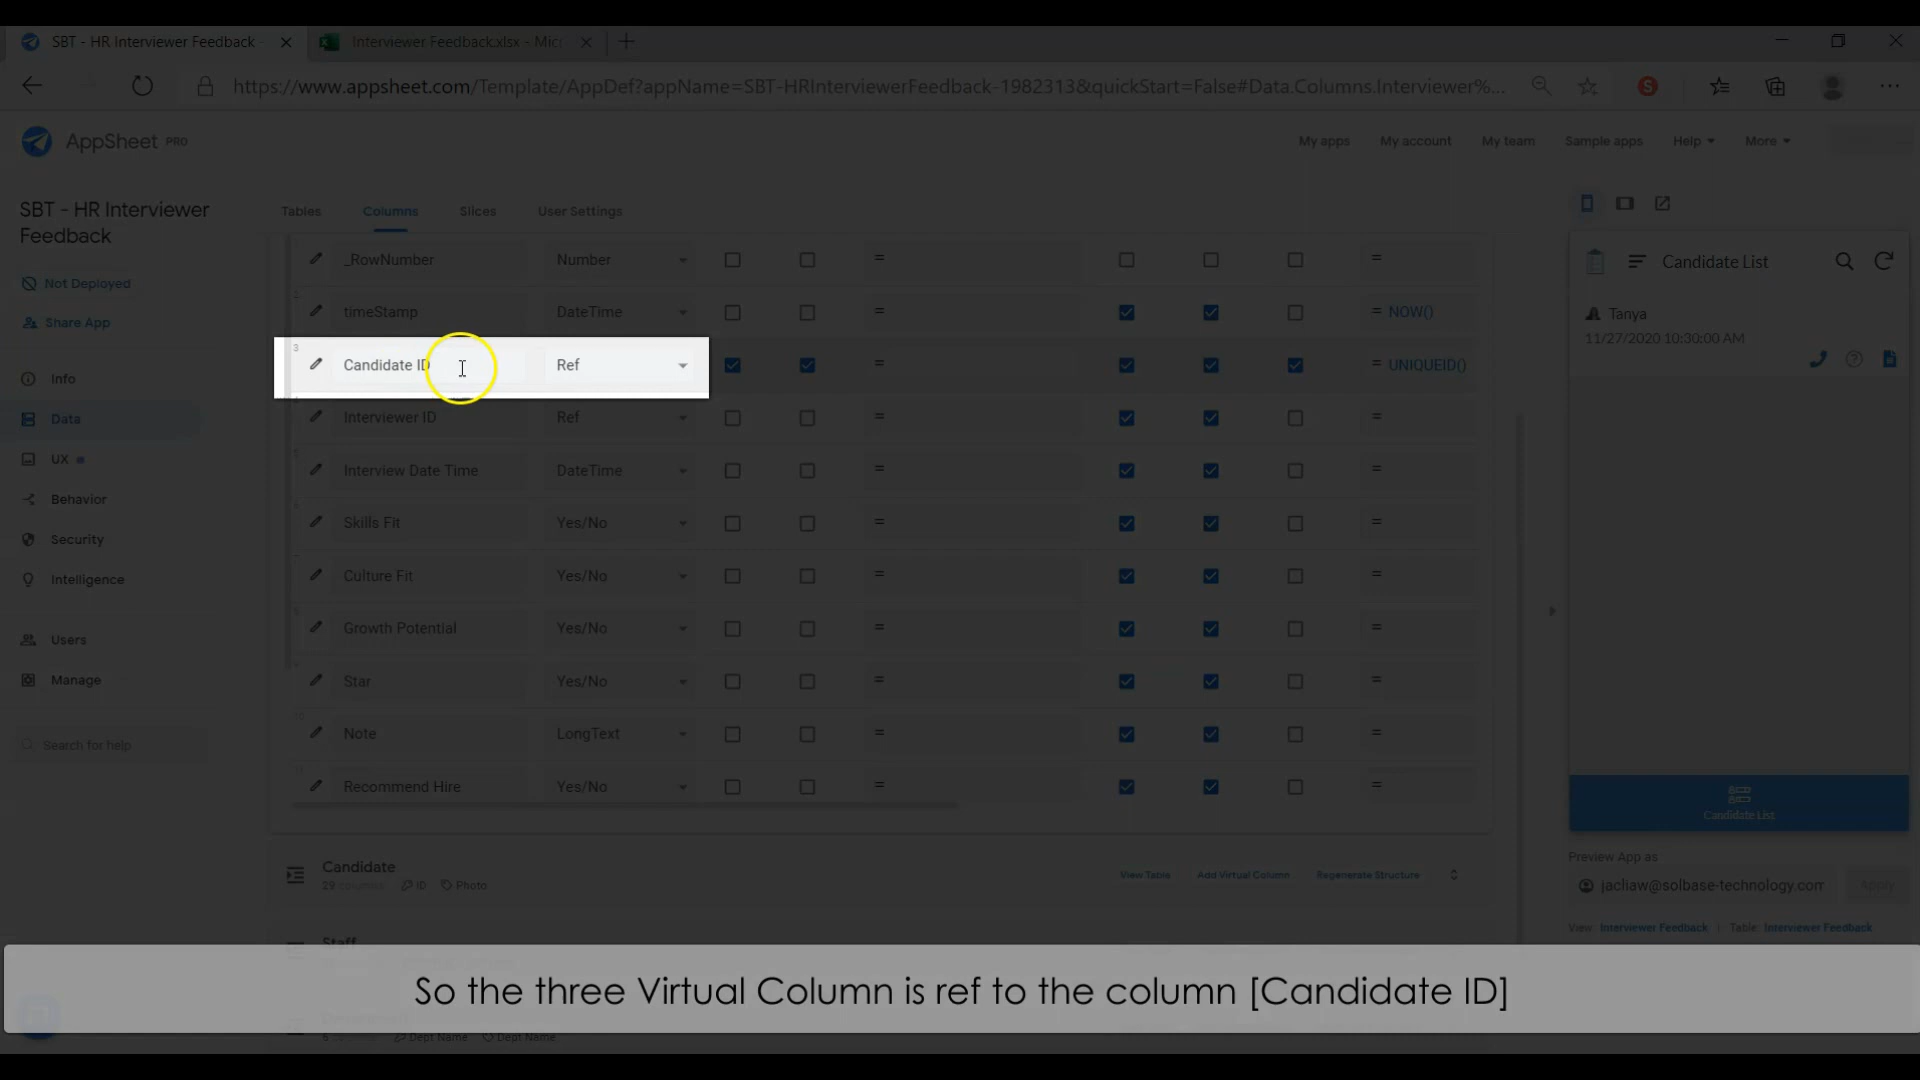 SBT - HR Interviewer Feedback -
Interviewer Feedback.xlsx - Mic
https://www.appsheet.com/Template/AppDef?appName=SBT-HRInterviewerFeedback-1982313&quickStart=False#Data.Columns.Interviewer%...
AppSheet PRO
My apps
My account
My team
Sample apps
Help
More
SBT - HR Interviewer
Feedback
Not Deployed
Share App
Info
Data
UX
Behavior
Security
Intelligence
Users
Manage
Search for help
Tables
Columns
Slices
User Settings
_RowNumber Number = =
timeStamp DateTime = = NOW()
3 Candidate ID Ref = = UNIQUEID()
Interviewer ID Ref = =
Interview Date Time DateTime = =
Skills Fit Yes/No = =
Culture Fit Yes/No = =
Growth Potential Yes/No = =
Star Yes/No = =
10 Note LongText = =
Recommend Hire Yes/No = =
Candidate
29 columns: ID Photo
View Table
Add Virtual Column
Regenerate Structure
Staff
Dept Name Dept Name
Candidate List
Tanya
11/27/2020 10:30:00 AM
Candidate List
Preview App as
jacliaw@solbase-technology.com
Apply
View: Interviewer Feedback | Table: Interviewer Feedback
So the three Virtual Column is ref to the column [Candidate ID]